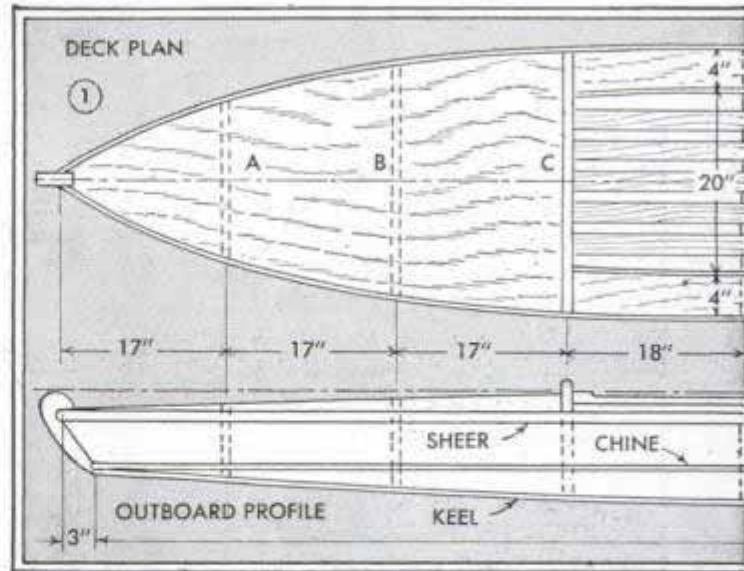 DECK PLAN
1
4"
A
B
C
20"
4"
17"
17"
17"
18"
SHEER
CHINE
OUTBOARD PROFILE
KEEL
3"